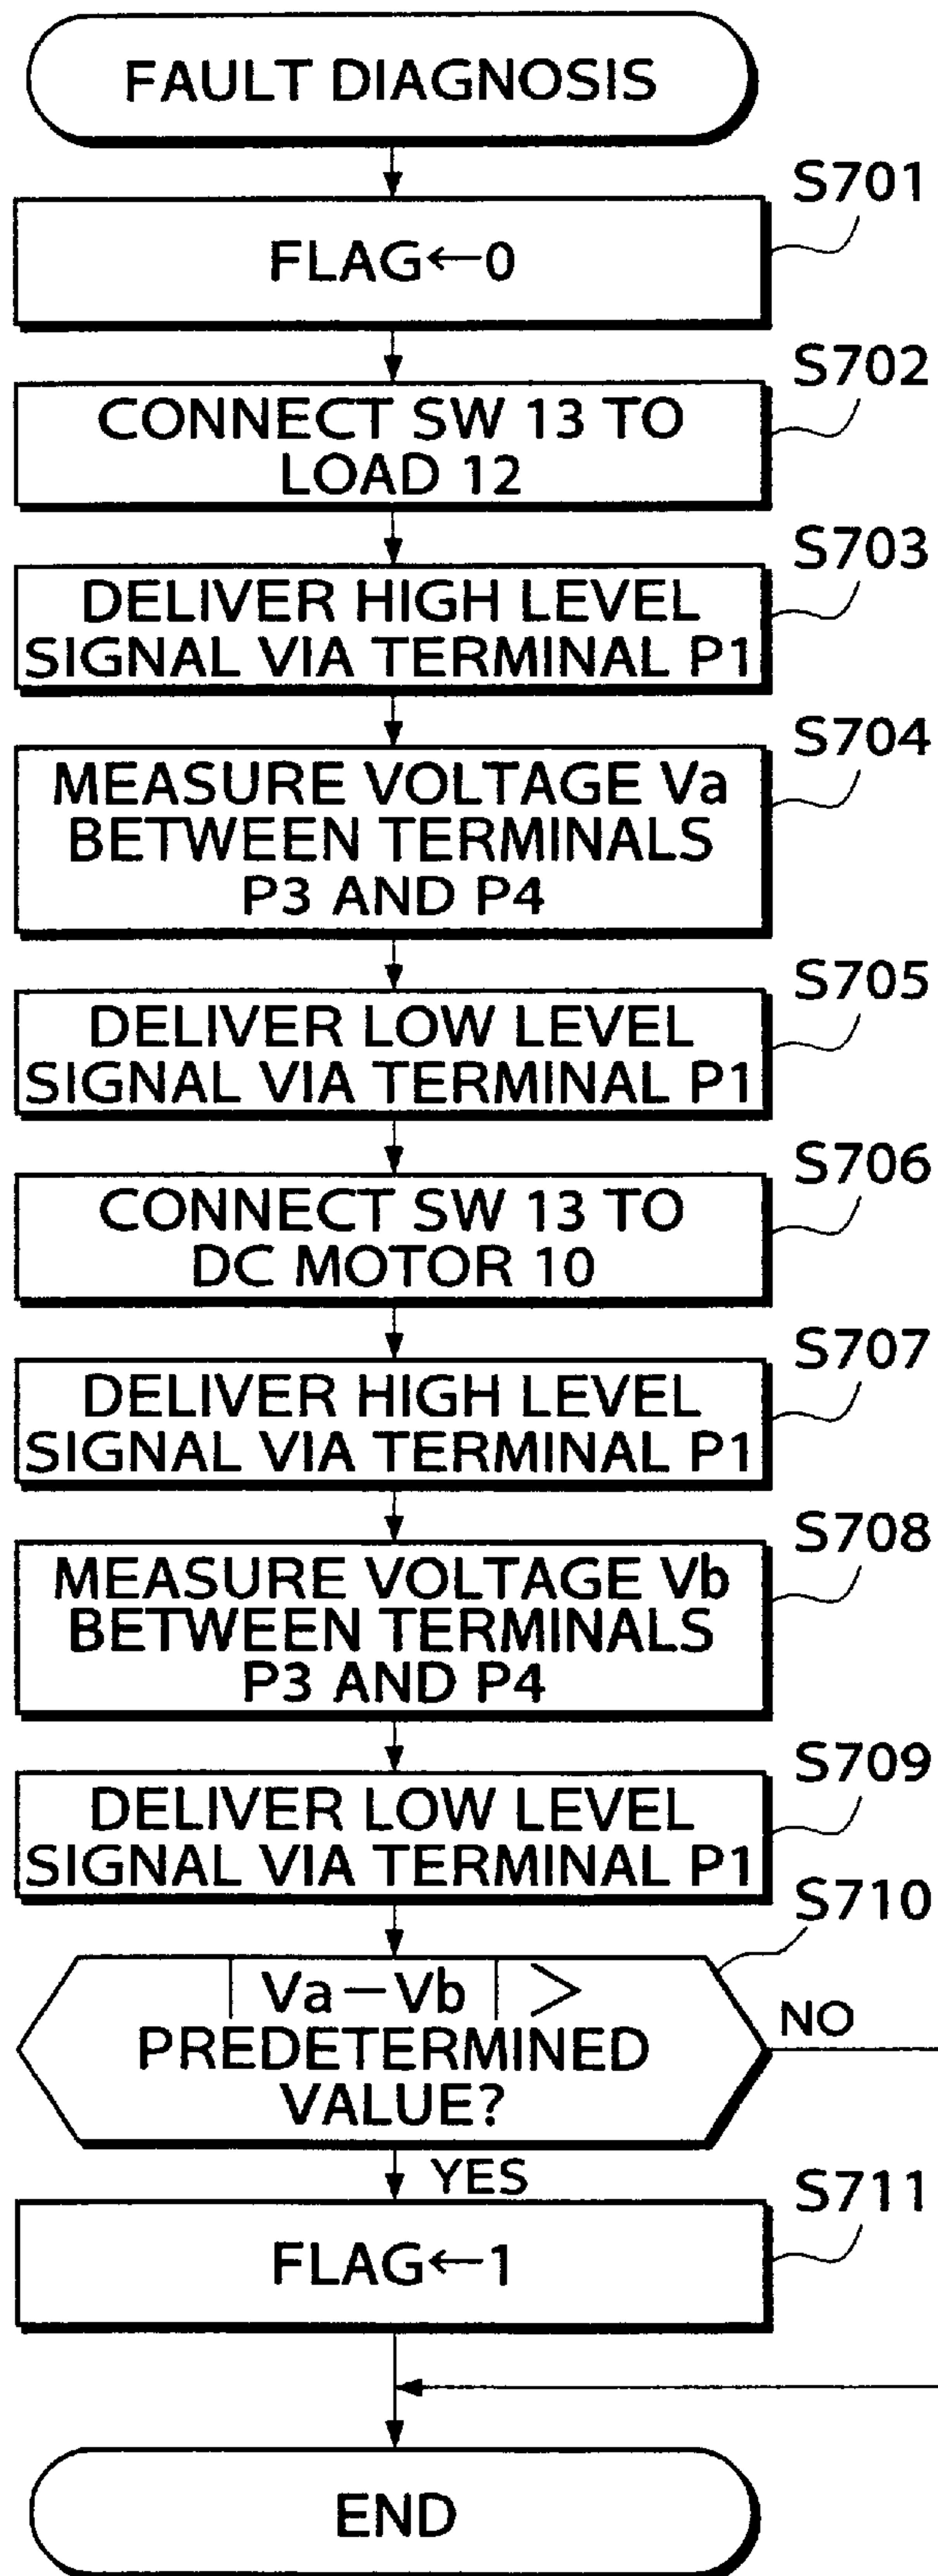 FAULT DIAGNOSIS
S701
FLAG←0
S702
CONNECT SW 13 TO
LOAD 12
S703
DELIVER HIGH LEVEL
SIGNAL VIA TERMINAL P1
S704
MEASURE VOLTAGE Va
BETWEEN TERMINALS
P3 AND P4
S705
DELIVER LOW LEVEL
SIGNAL VIA TERMINAL P1
S706
CONNECT SW 13 TO
DC MOTOR 10
S707
DELIVER HIGH LEVEL
SIGNAL VIA TERMINAL P1
S708
MEASURE VOLTAGE Vb
BETWEEN TERMINALS
P3 AND P4
S709
DELIVER LOW LEVEL
SIGNAL VIA TERMINAL P1
S710
| Va－Vb | ＞
PREDETERMINED
VALUE?
NO
YES
S711
FLAG←1
END